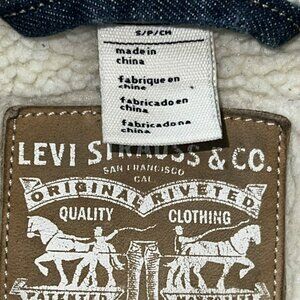 S/P/CH
made in
china
fabrique en
chine
fabricado en
china
fabricado na
LEVI STRAUSS & CO.
SAN FRANCISCO
CAL
ORIGINAL RIVETED
QUALITY CLOTHING